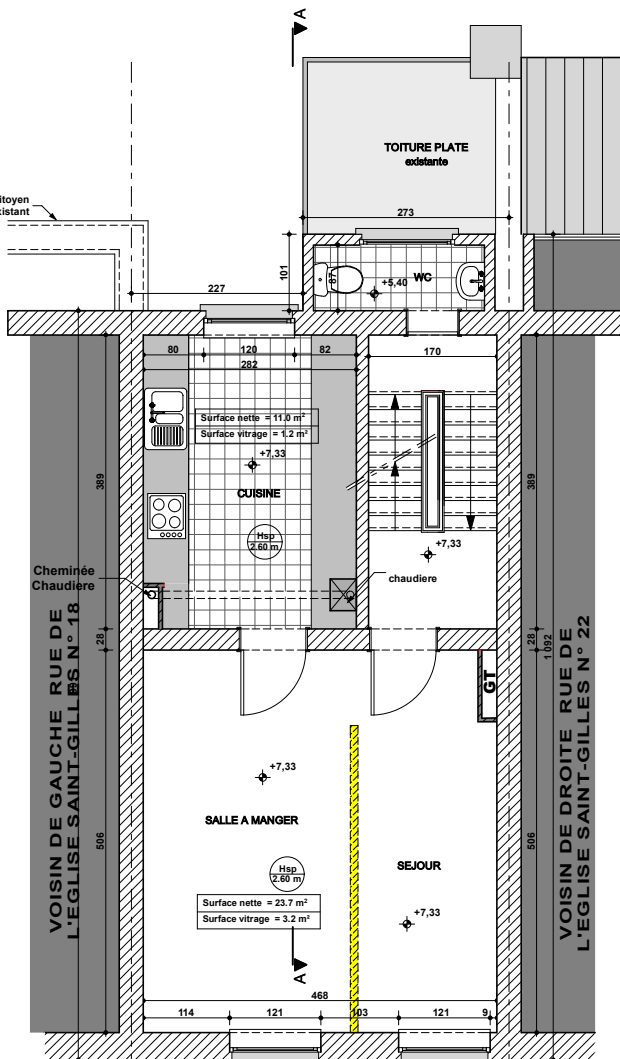 A
TOITURE PLATE
existante
itoyen
xistant
273
227
101
87
WC
+5,40
80
120
82
282
170
Surface nette = 11.0 m²
Surface vitrage = 1.2 m²
+7,33
CUISINE
389
389
Hsp
2.60 m
+7,33
Cheminée
Chaudiere
chaudiere
28
28
1 092
GT
VOISIN DE GAUCHE RUE DE
L'EGLISE SAINT-GILLES N° 18
VOISIN DE DROITE RUE DE
L'EGLISE SAINT-GILLES N° 22
+7,33
SALLE A MANGER
506
506
Hsp
2.60 m
SEJOUR
Surface nette = 23.7 m²
Surface vitrage = 3.2 m²
+7,33
A
468
114
121
103
121
9